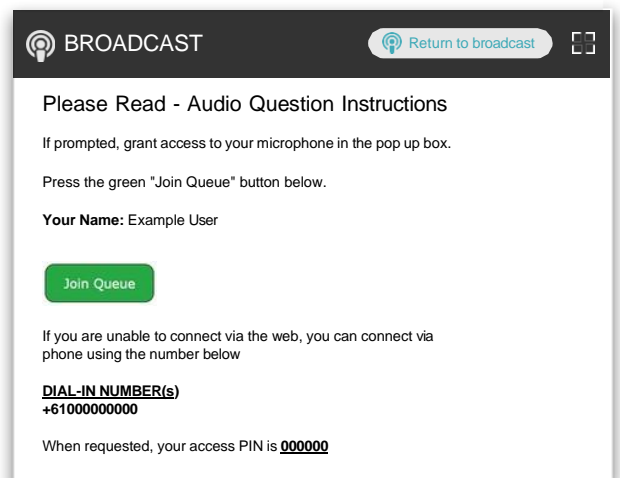 BROADCAST
Return to broadcast
Please Read - Audio Question Instructions
If prompted, grant access to your microphone in the pop up box.
Press the green "Join Queue" button below.
Your Name: Example User
Join Queue
If you are unable to connect via the web, you can connect via
phone using the number below
DIAL-IN NUMBER(s)
+61000000000
When requested, your access PIN is 000000